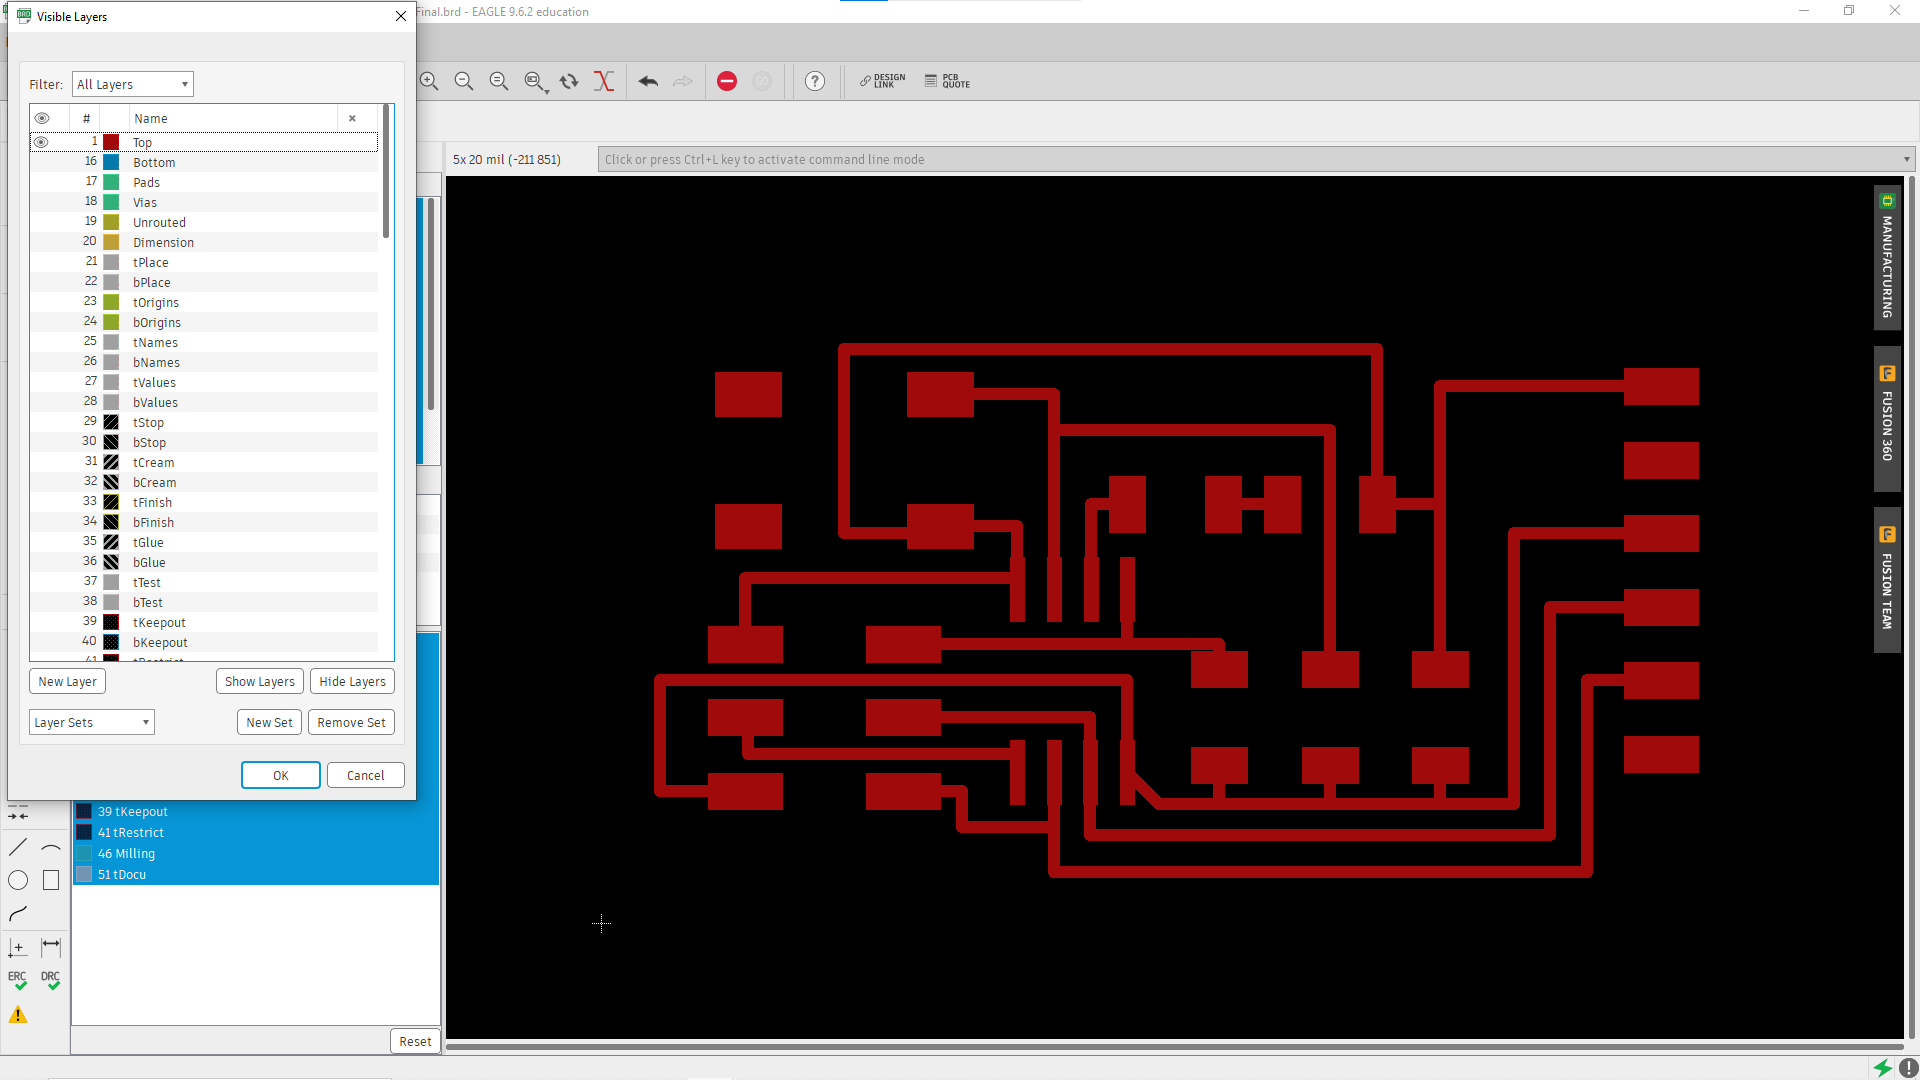 Visible Layers
Final.brd - EAGLE 9.6.2 education
Filter: All Layers
# Name
1 Top
16 Bottom
17 Pads
18 Vias
19 Unrouted
20 Dimension
21 tPlace
22 bPlace
23 tOrigins
24 bOrigins
25 tNames
26 bNames
27 tValues
28 bValues
29 tStop
30 bStop
31 tCream
32 bCream
33 tFinish
34 bFinish
35 tGlue
36 bGlue
37 tTest
38 bTest
39 tKeepout
40 bKeepout
41 tRestrict
New Layer Show Layers Hide Layers
Layer Sets New Set Remove Set
OK Cancel
39 tKeepout
41 tRestrict
46 Milling
51 tDocu
ERC DRC
Reset
GO
DESIGN
LINK
PCB
QUOTE
5x 20 mil (-211 851)
Click or press Ctrl+L key to activate command line mode
MANUFACTURING
FUSION 360
FUSION TEAM